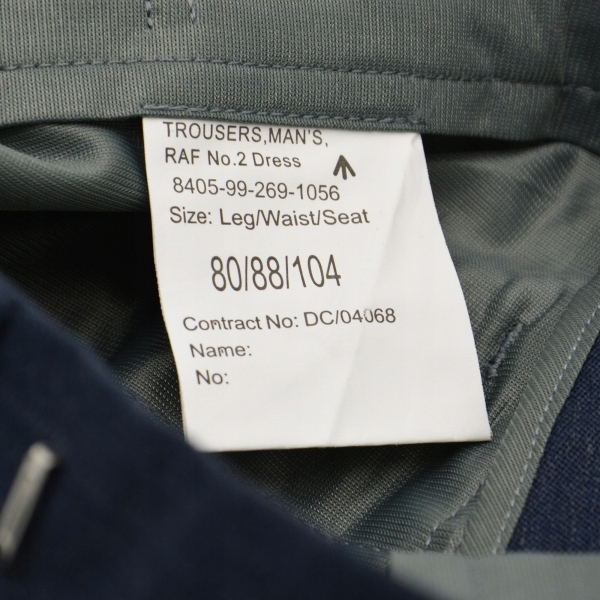 TROUSERS,MAN'S,
RAF No.2 Dress
8405-99-269-1056
Size: Leg/Waist/Seat
80/88/104
Contract No: DC/04068
Name:
No: